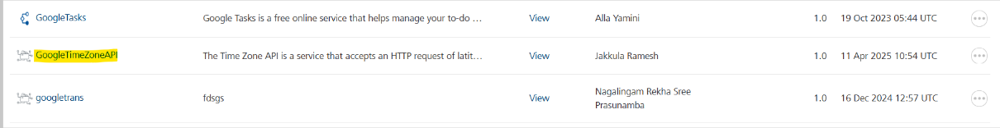 GoogleTasks Google Tasks is a free online service that helps manage your to-do ... View Alla Yamini 1.0 19 Oct 2023 05:44 UTC
GoogleTimeZoneAPI The Time Zone API is a service that accepts an HTTP request of latit... View Jakkula Ramesh 1.0 11 Apr 2025 10:54 UTC
googletrans fdsgs View Nagalingam Rekha Sree 1.0 16 Dec 2024 12:57 UTC
Prasunamba